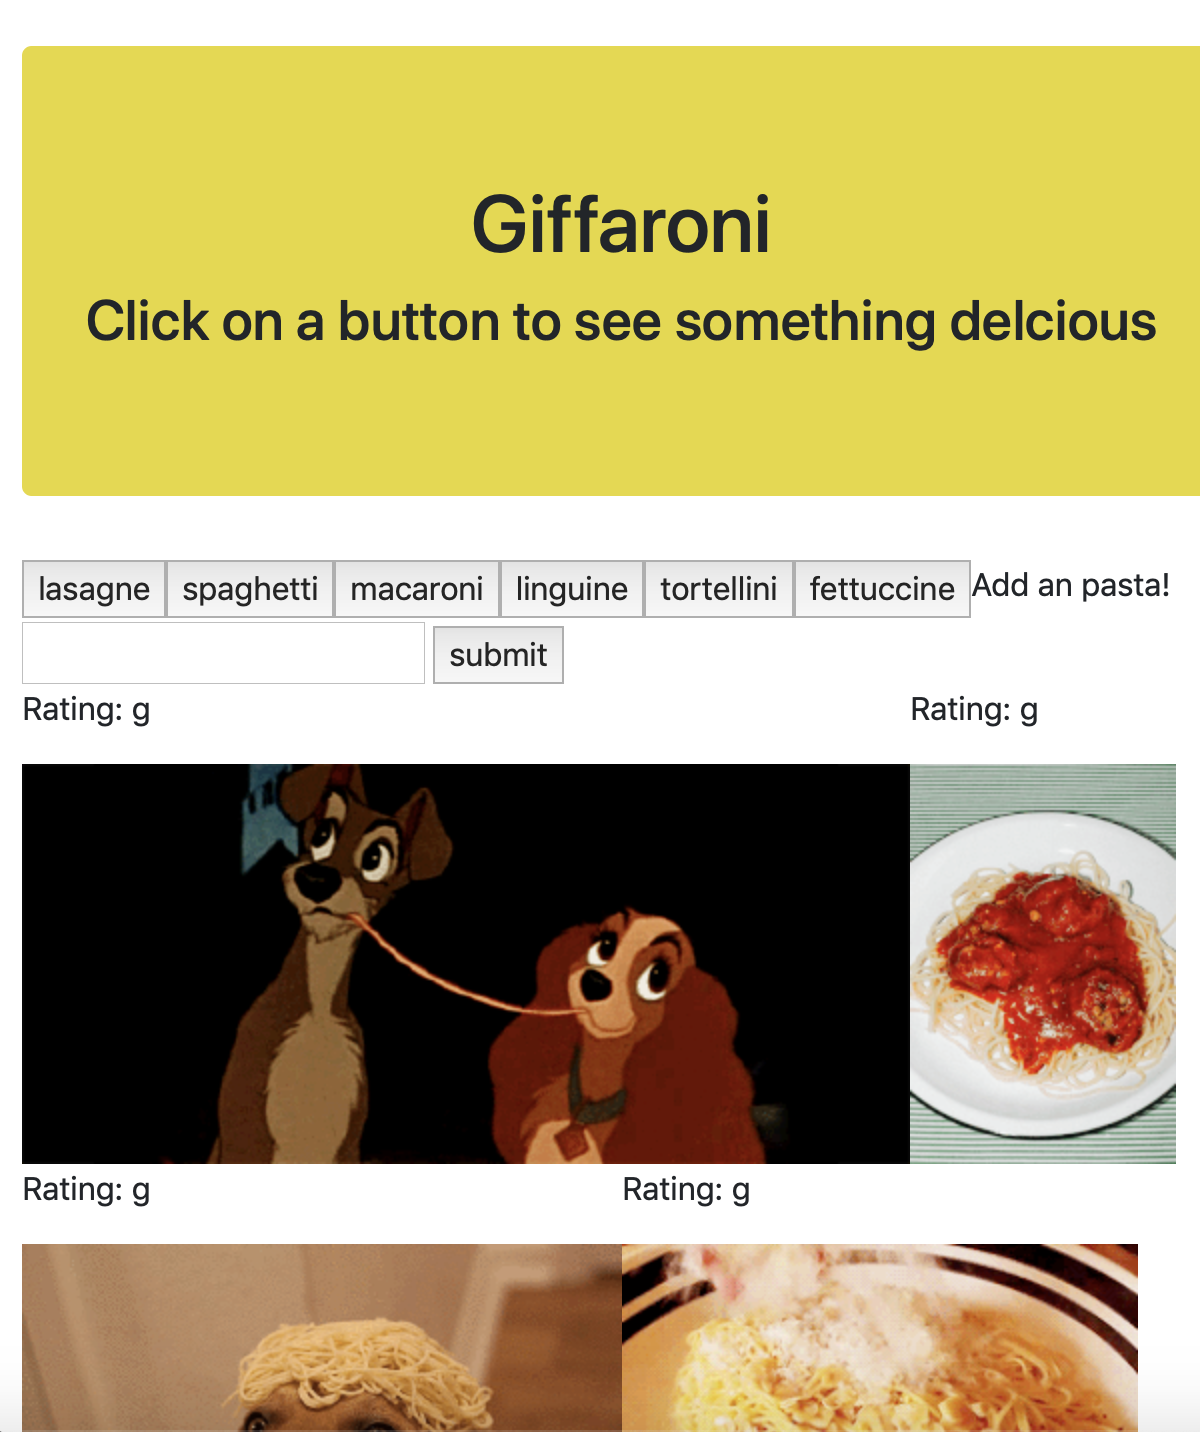 Giffaroni
Click on a button to see something delcious
lasagne spaghetti macaroni linguine tortellini fettuccine Add an pasta!
submit
Rating: g Rating: g
Rating: g Rating: g